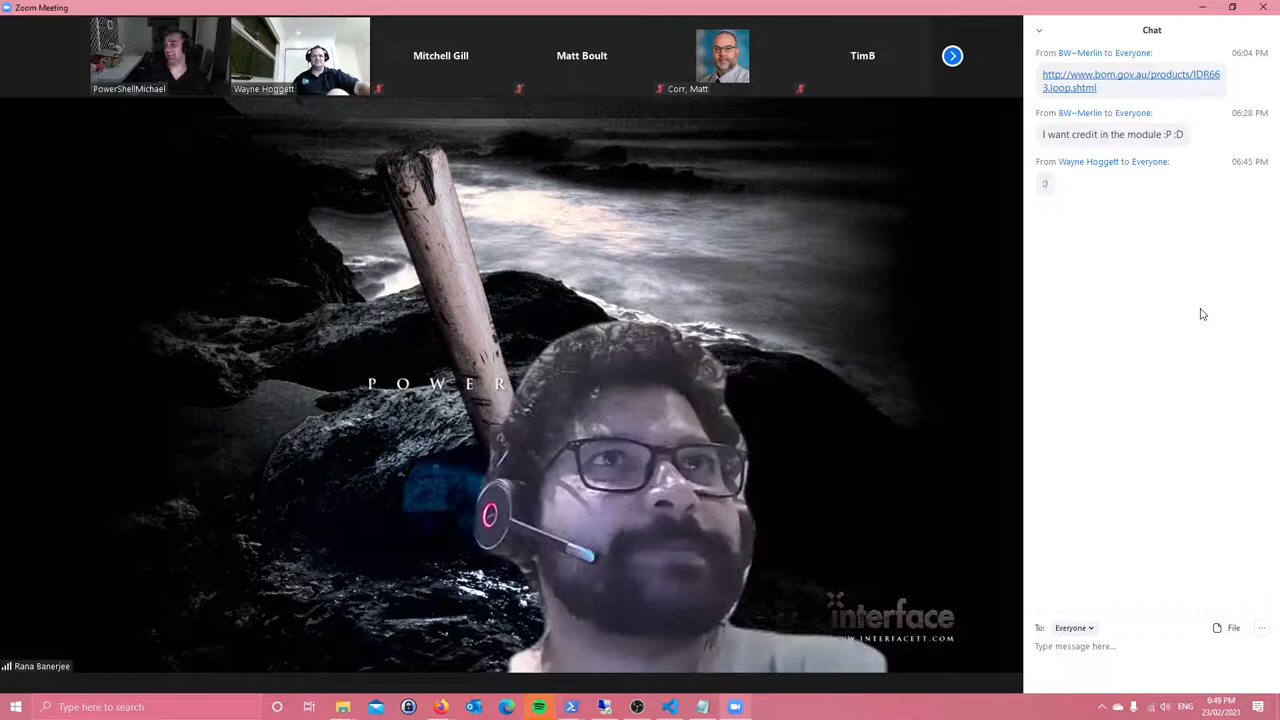 Zoom Meeting
PowerShellMichael
Wayne Hoggett
Mitchell Gill
Matt Boult
Corr, Matt
TimB
Chat
From BW~Merlin to Everyone: 06:04 PM
http://www.bom.gov.au/products/IDR66
3.loop.shtml
From BW~Merlin to Everyone: 06:28 PM
I want credit in the module :P :D
From Wayne Hoggett to Everyone: 06:45 PM
:)
POWER
interface
WWW.INTERFACETT.COM
Rana Banerjee
To: Everyone File
Type message here...
Type here to search
ENG
6:49 PM
23/02/2021